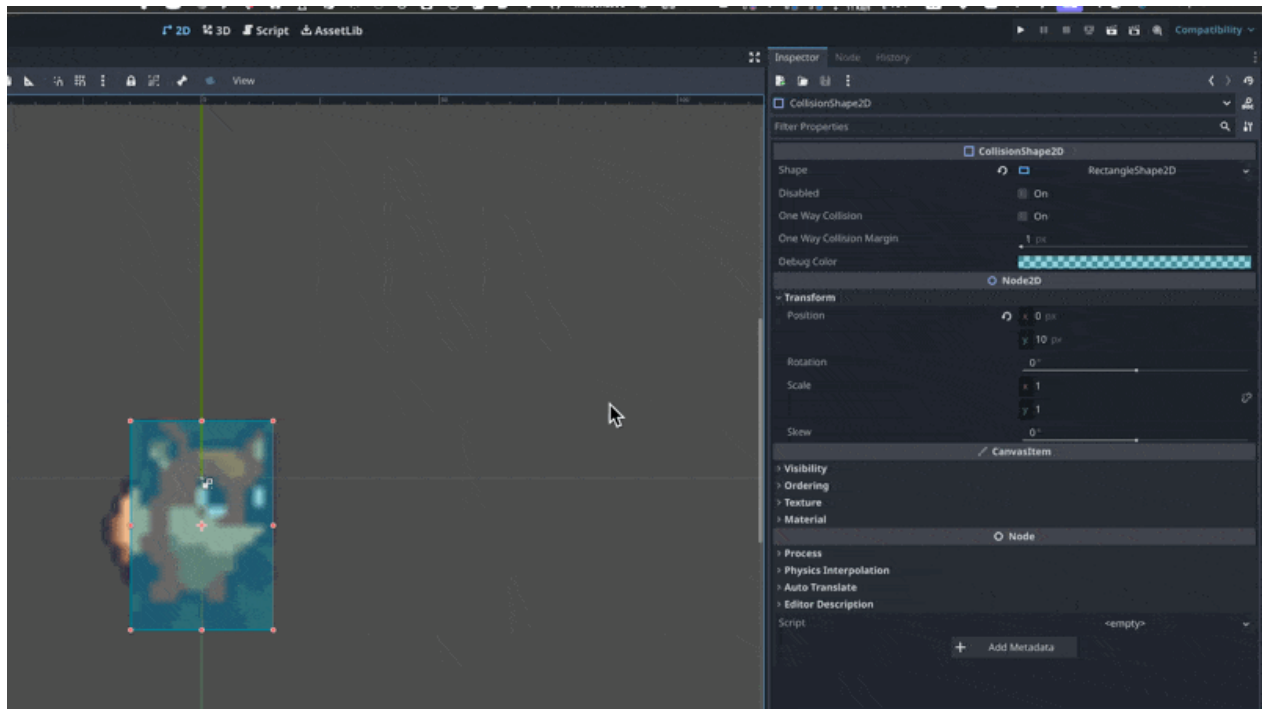 2D 3D Script AssetLib
Compatibility
Inspector Node History
View
CollisionShape2D
Filter Properties
CollisionShape2D
Shape RectangleShape2D
Disabled On
One Way Collision On
One Way Collision Margin 1 px
Debug Color
Node2D
Transform
Position x 0 px
y 10 px
Rotation 0°
Scale x 1
y 1
Skew 0°
CanvasItem
Visibility
Ordering
Texture
Material
Node
Process
Physics Interpolation
Auto Translate
Editor Description
Script <empty>
+ Add Metadata